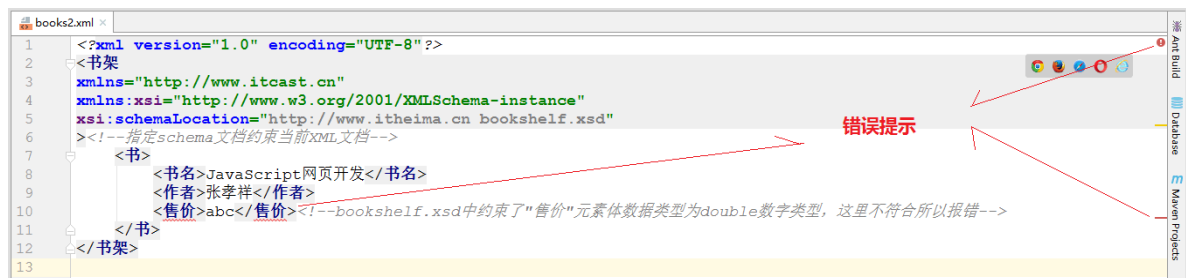 books2.xml ×
1 <?xml version="1.0" encoding="UTF-8"?>
2 <书架
3 xmlns="http://www.itcast.cn"
4 xmlns:xsi="http://www.w3.org/2001/XMLSchema-instance"
5 xsi:schemaLocation="http://www.itheima.cn bookshelf.xsd"
6 ><!--指定schema文档约束当前XML文档-->
7 <书>
8 <书名>JavaScript网页开发</书名>
9 <作者>张孝祥</作者>
10 <售价>abc</售价><!--bookshelf.xsd中约束了"售价"元素体数据类型为double数字类型，这里不符合所以报错-->
11 </书>
12 </书架>
13
错误提示
Ant Build
Database
m Maven Projects